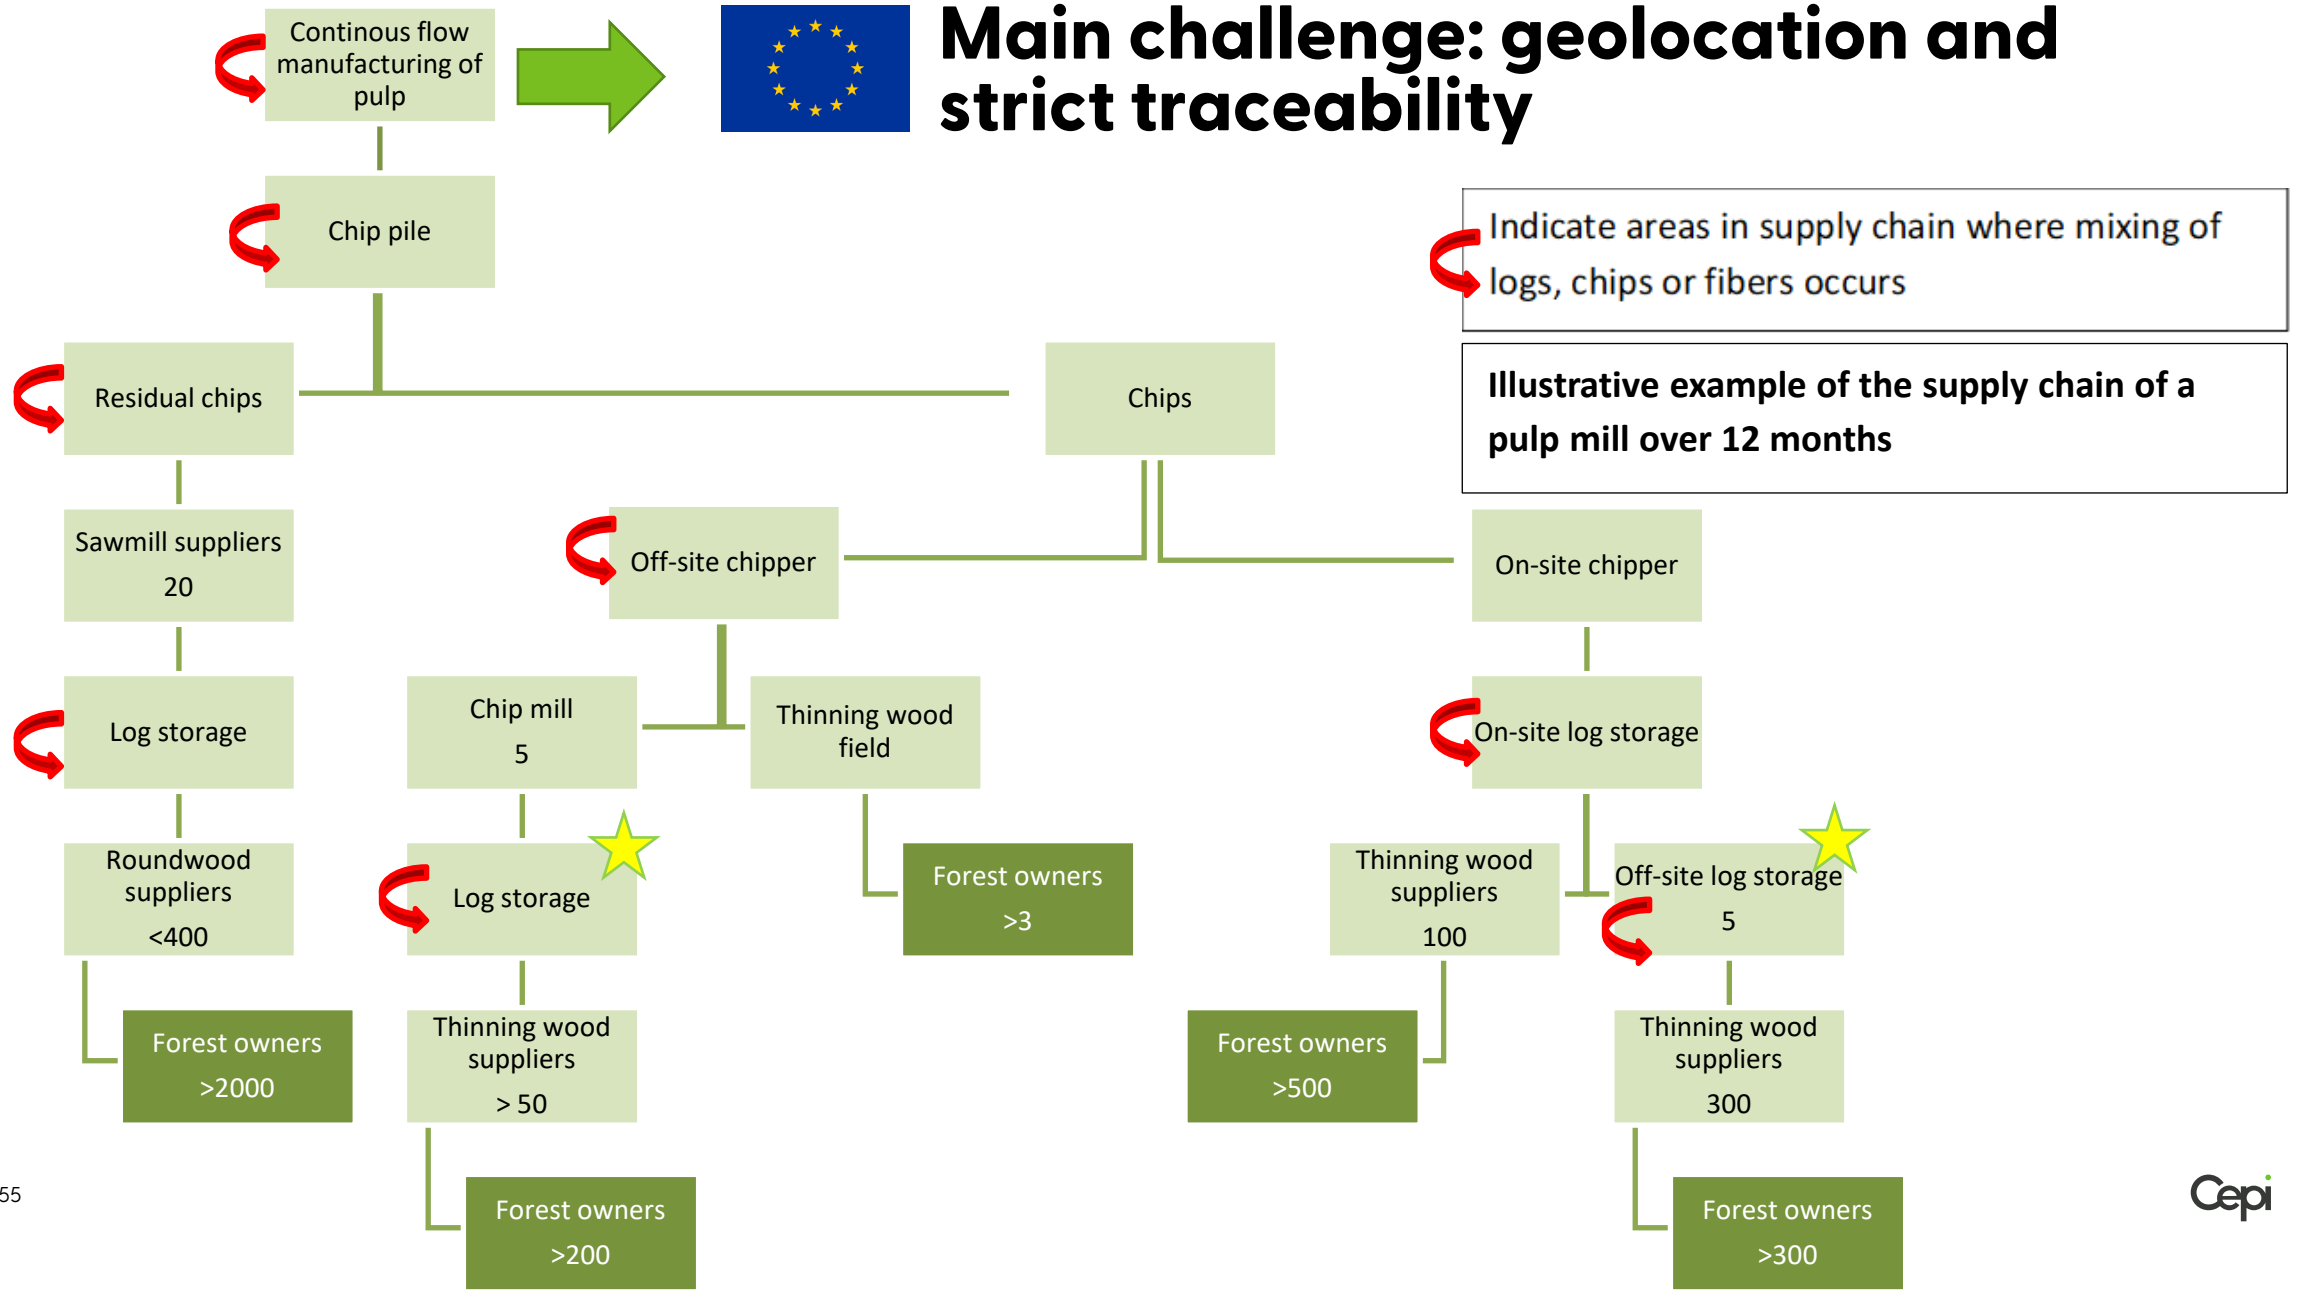 Main challenge: geolocation and
strict traceability
Continous flow
manufacturing of
pulp
Chip pile
Indicate areas in supply chain where mixing of
logs, chips or fibers occurs
Illustrative example of the supply chain of a
pulp mill over 12 months
Residual chips
Chips
Sawmill suppliers
20
Off-site chipper
On-site chipper
Log storage
Chip mill
5
Thinning wood
field
On-site log storage
Roundwood
suppliers
<400
Log storage
Forest owners
>3
Thinning wood
suppliers
100
Off-site log storage
5
Forest owners
>2000
Thinning wood
suppliers
> 50
Forest owners
>500
Thinning wood
suppliers
300
Forest owners
>200
Forest owners
>300
55
Cepi